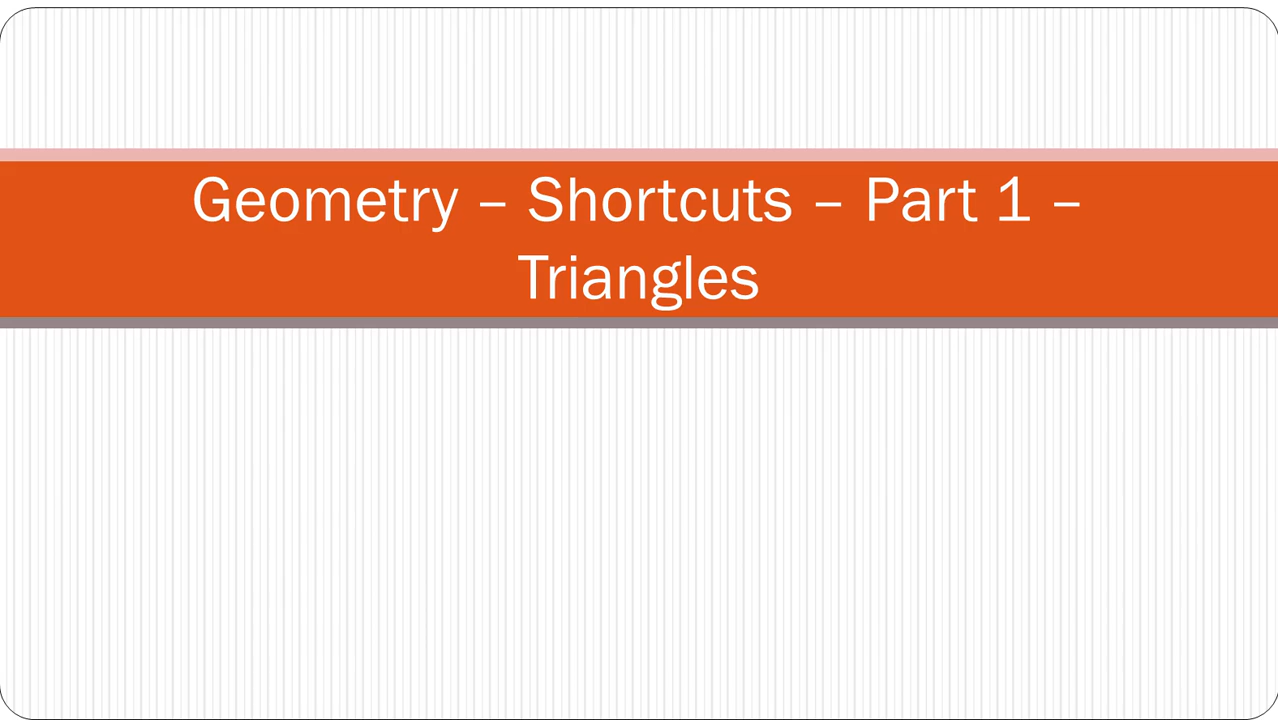 Geometry – Shortcuts – Part 1 –
Triangles